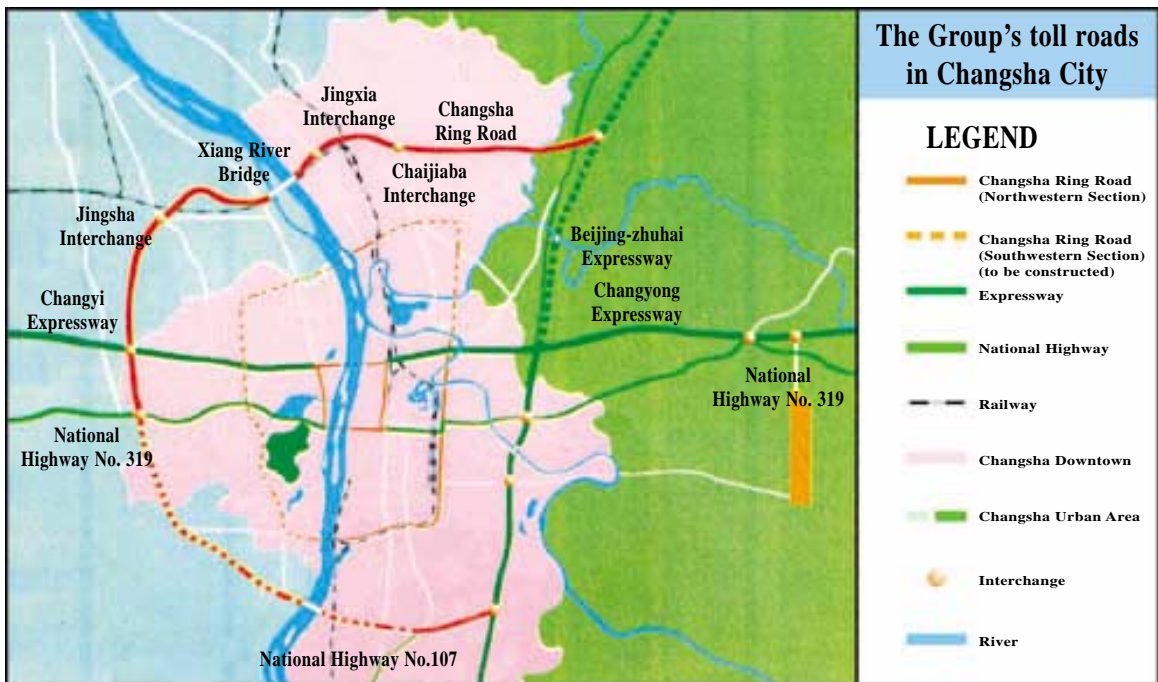 The Group's toll roads
in Changsha City
LEGEND
Changsha Ring Road
(Northwestern Section)
Changsha Ring Road
(Southwestern Section)
(to be constructed)
Expressway
National Highway
Railway
Changsha Downtown
Changsha Urban Area
Interchange
River
Jingxia
Interchange
Changsha
Ring Road
Xiang River
Bridge
Chaijiaba
Interchange
Jingsha
Interchange
Beijing-zhuhai
Expressway
Changyi
Expressway
Changyong
Expressway
National
Highway No. 319
National
Highway No. 319
National Highway No.107